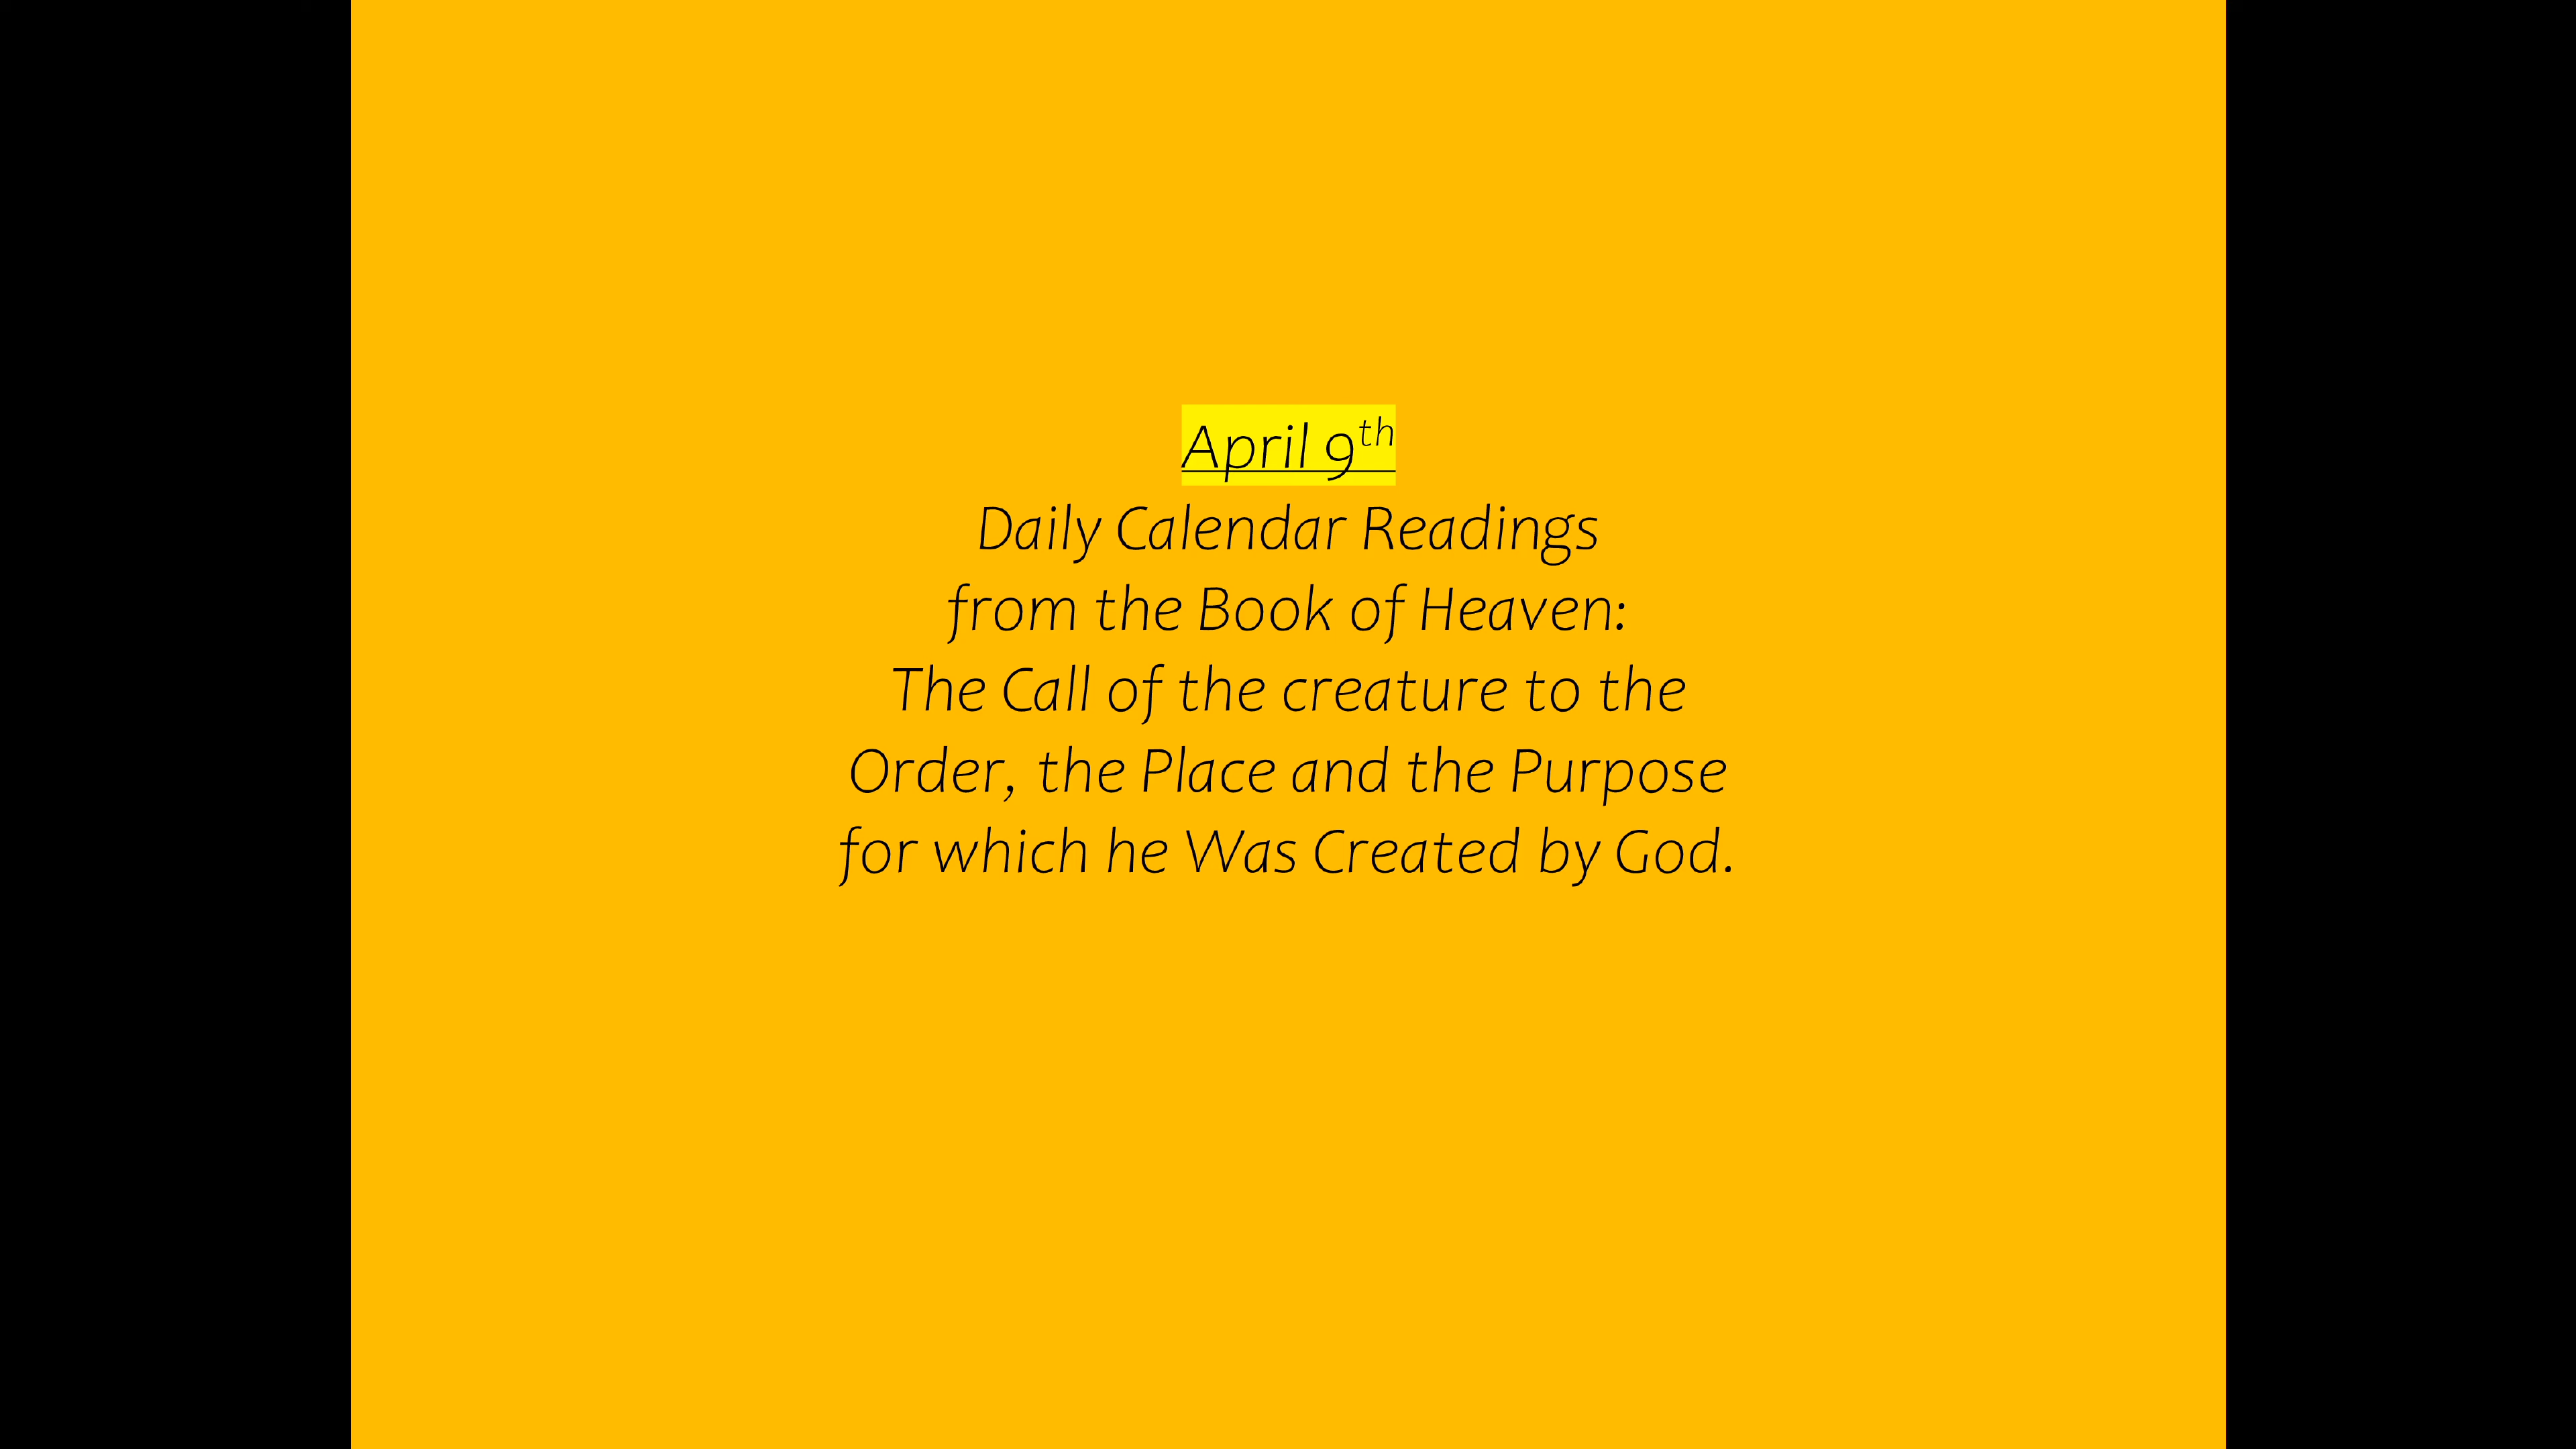 April 9th
Daily Calendar Readings
from the Book of Heaven:
The Call of the creature to the
Order, the Place and the Purpose
for which he Was Created by God.